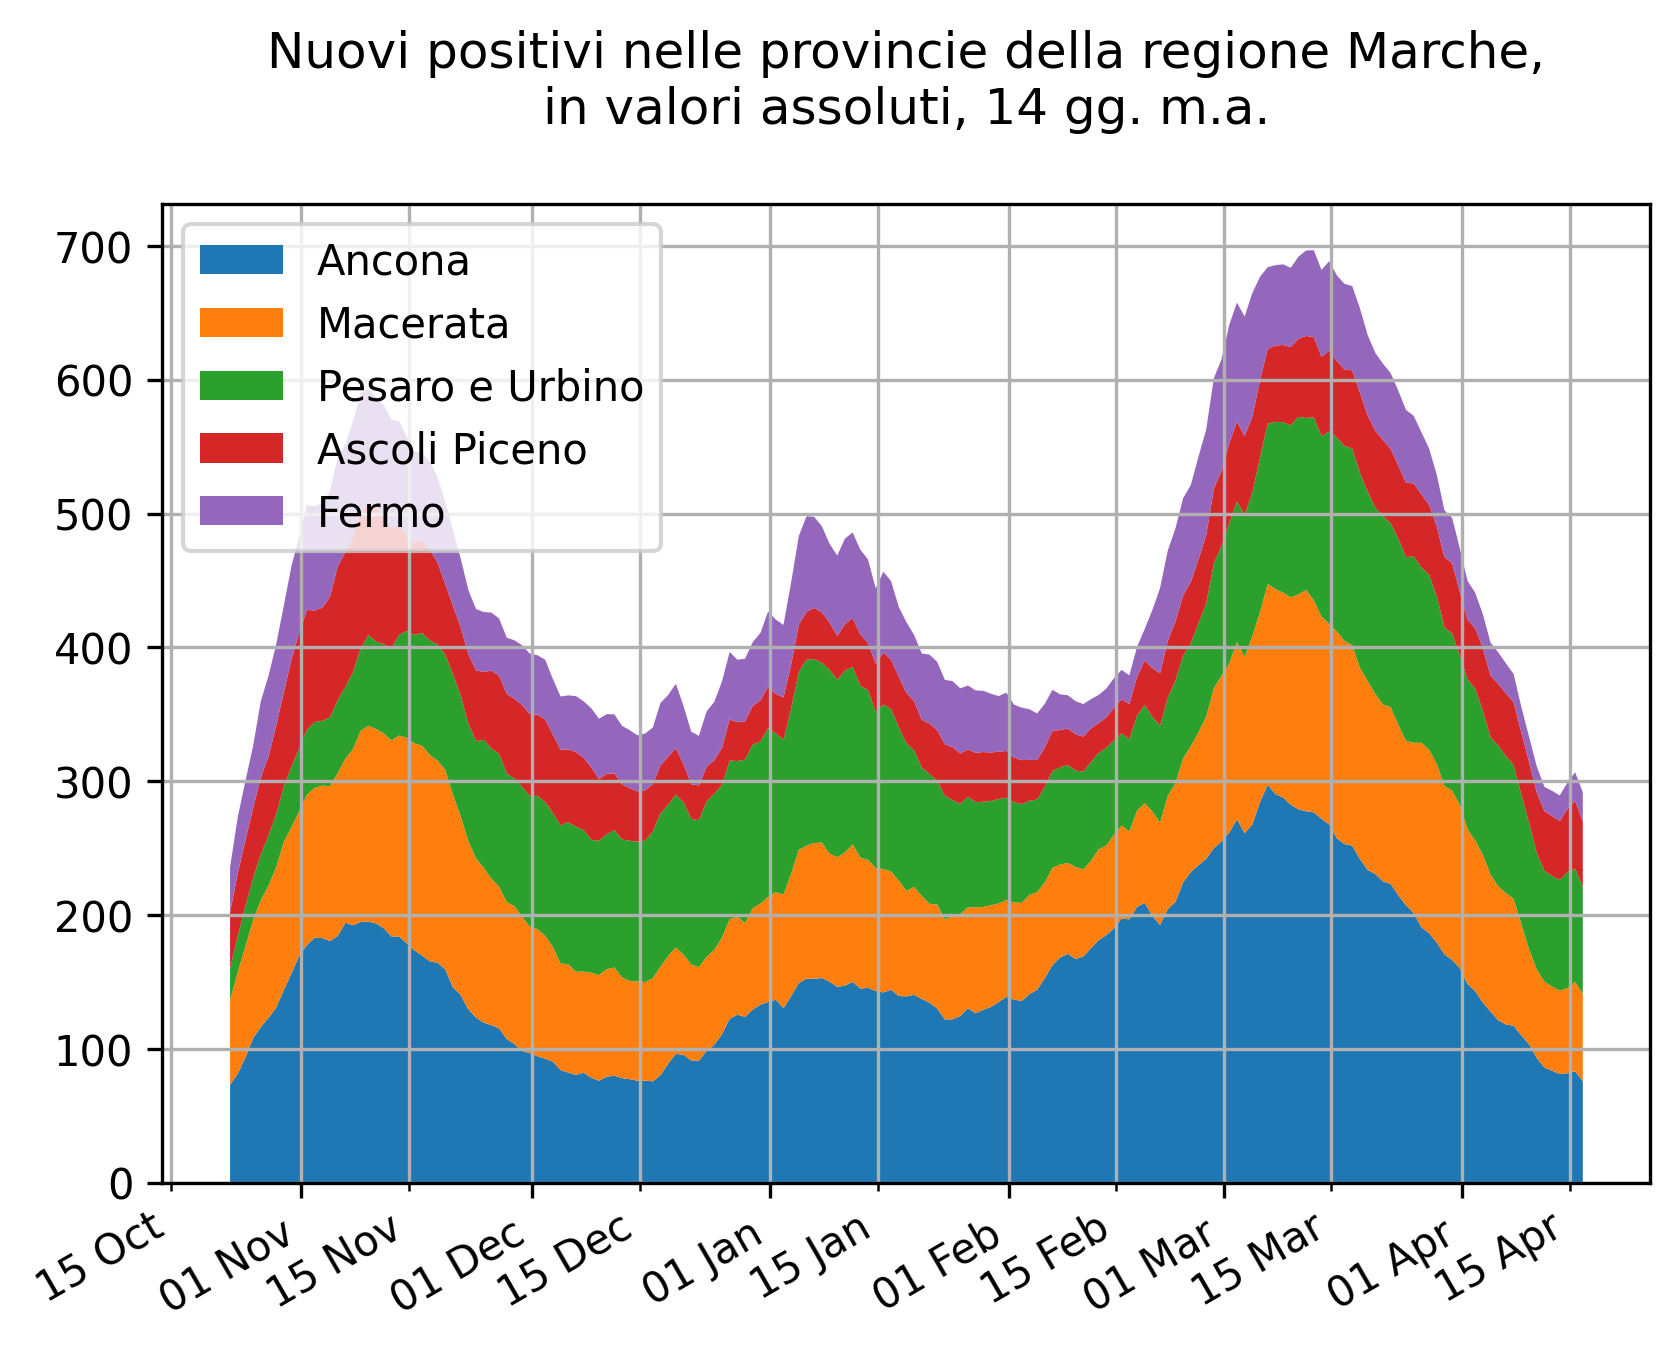 Nuovi positivi nelle provincie della regione Marche,
in valori assoluti, 14 gg. m.a.
700
600
500
400
300
200
100
0
Ancona
Macerata
Pesaro e Urbino
Ascoli Piceno
Fermo
15 Oct
01 Nov
15 Nov
01 Dec
15 Dec
01 Jan
15 Jan
01 Feb
15 Feb
01 Mar
15 Mar
01 Apr
15 Apr